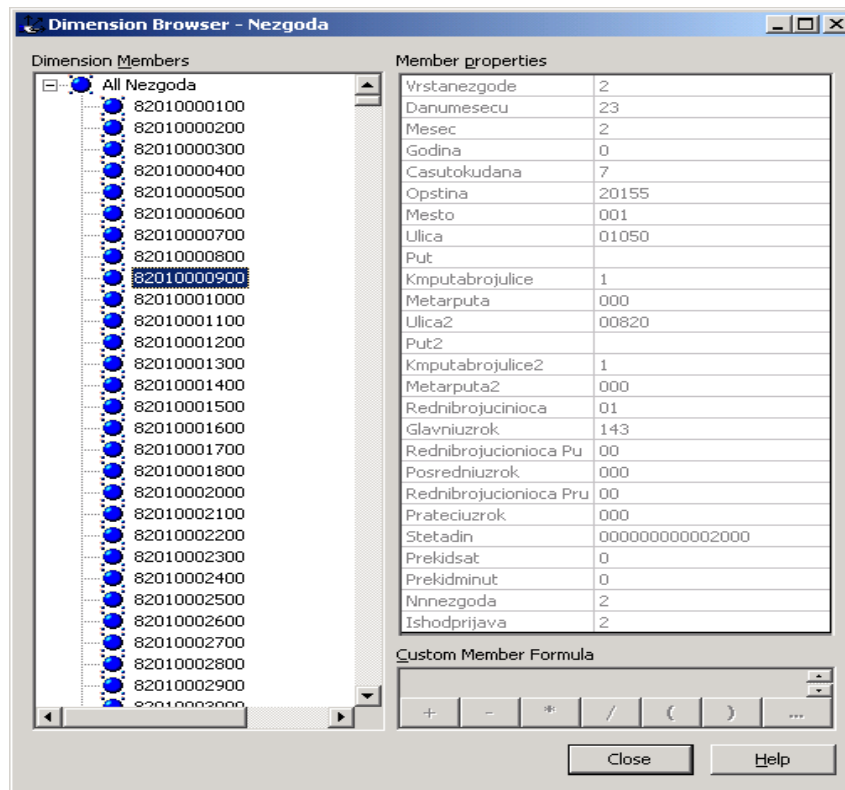 Dimension Browser - Nezgoda
Dimension Members
All Nezgoda
82010000100
82010000200
82010000300
82010000400
82010000500
82010000600
82010000700
82010000800
82010000900
82010001000
82010001100
82010001200
82010001300
82010001400
82010001500
82010001600
82010001700
82010001800
82010002000
82010002100
82010002200
82010002300
82010002400
82010002500
82010002600
82010002700
82010002800
82010002900
82010003000
Member properties
Vrstanezgode 2
Danumesecu 23
Mesec 2
Godina 0
Casutokudana 7
Opstina 20155
Mesto 001
Ulica 01050
Put
Kmputabrojulice 1
Metarputa 000
Ulica2 00820
Put2
Kmputabrojulice2 1
Metarputa2 000
Rednibrojucinioca 01
Glavniuzrok 143
Rednibrojucionioca Pu 00
Posredniuzrok 000
Rednibrojucionioca Pru 00
Prateciuzrok 000
Stetadin 000000000002000
Prekidsat 0
Prekidminut 0
Nnnezgoda 2
Ishodprijava 2
Custom Member Formula
+ - * / ( ) ...
Close Help